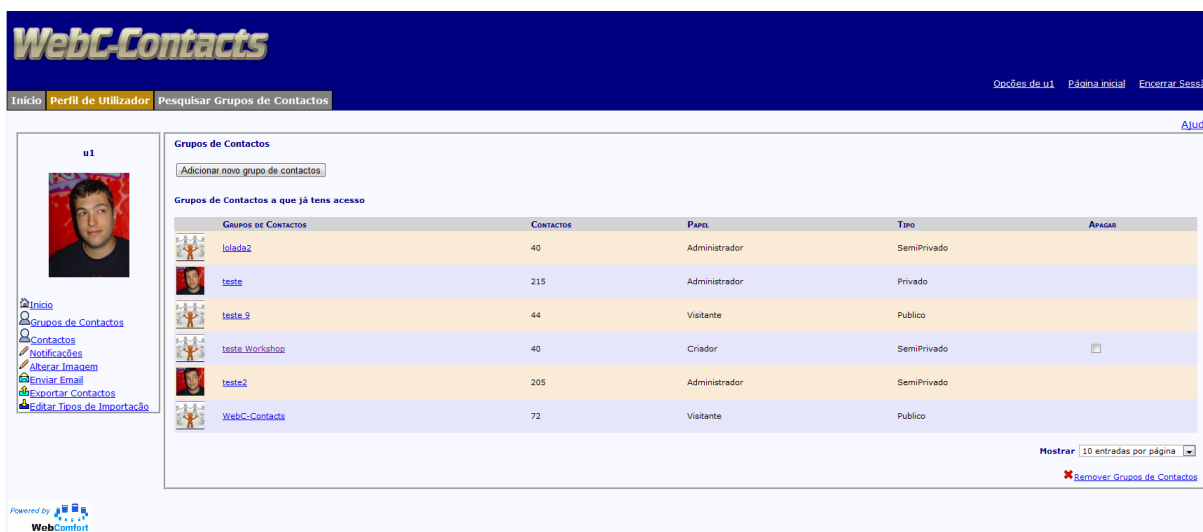 WebC-Contacts
Opções de u1 Página inicial Encerrar Sess
Início Perfil de Utilizador Pesquisar Grupos de Contactos
Ajud
u1
Inicio
Grupos de Contactos
Contactos
Notificacões
Alterar Imagem
Enviar Email
Exportar Contactos
Editar Tipos de Importação
Grupos de Contactos
Adicionar novo grupo de contactos
Grupos de Contactos a que já tens acesso
Grupos de Contactos Contactos Papel Tipo Apagar
lolada2 40 Administrador SemiPrivado
teste 215 Administrador Privado
teste 9 44 Visitante Publico
teste Workshop 40 Criador SemiPrivado
teste2 205 Administrador SemiPrivado
WebC-Contacts 72 Visitante Publico
Mostrar 10 entradas por página
Remover Grupos de Contactos
Powered by
WebComfort